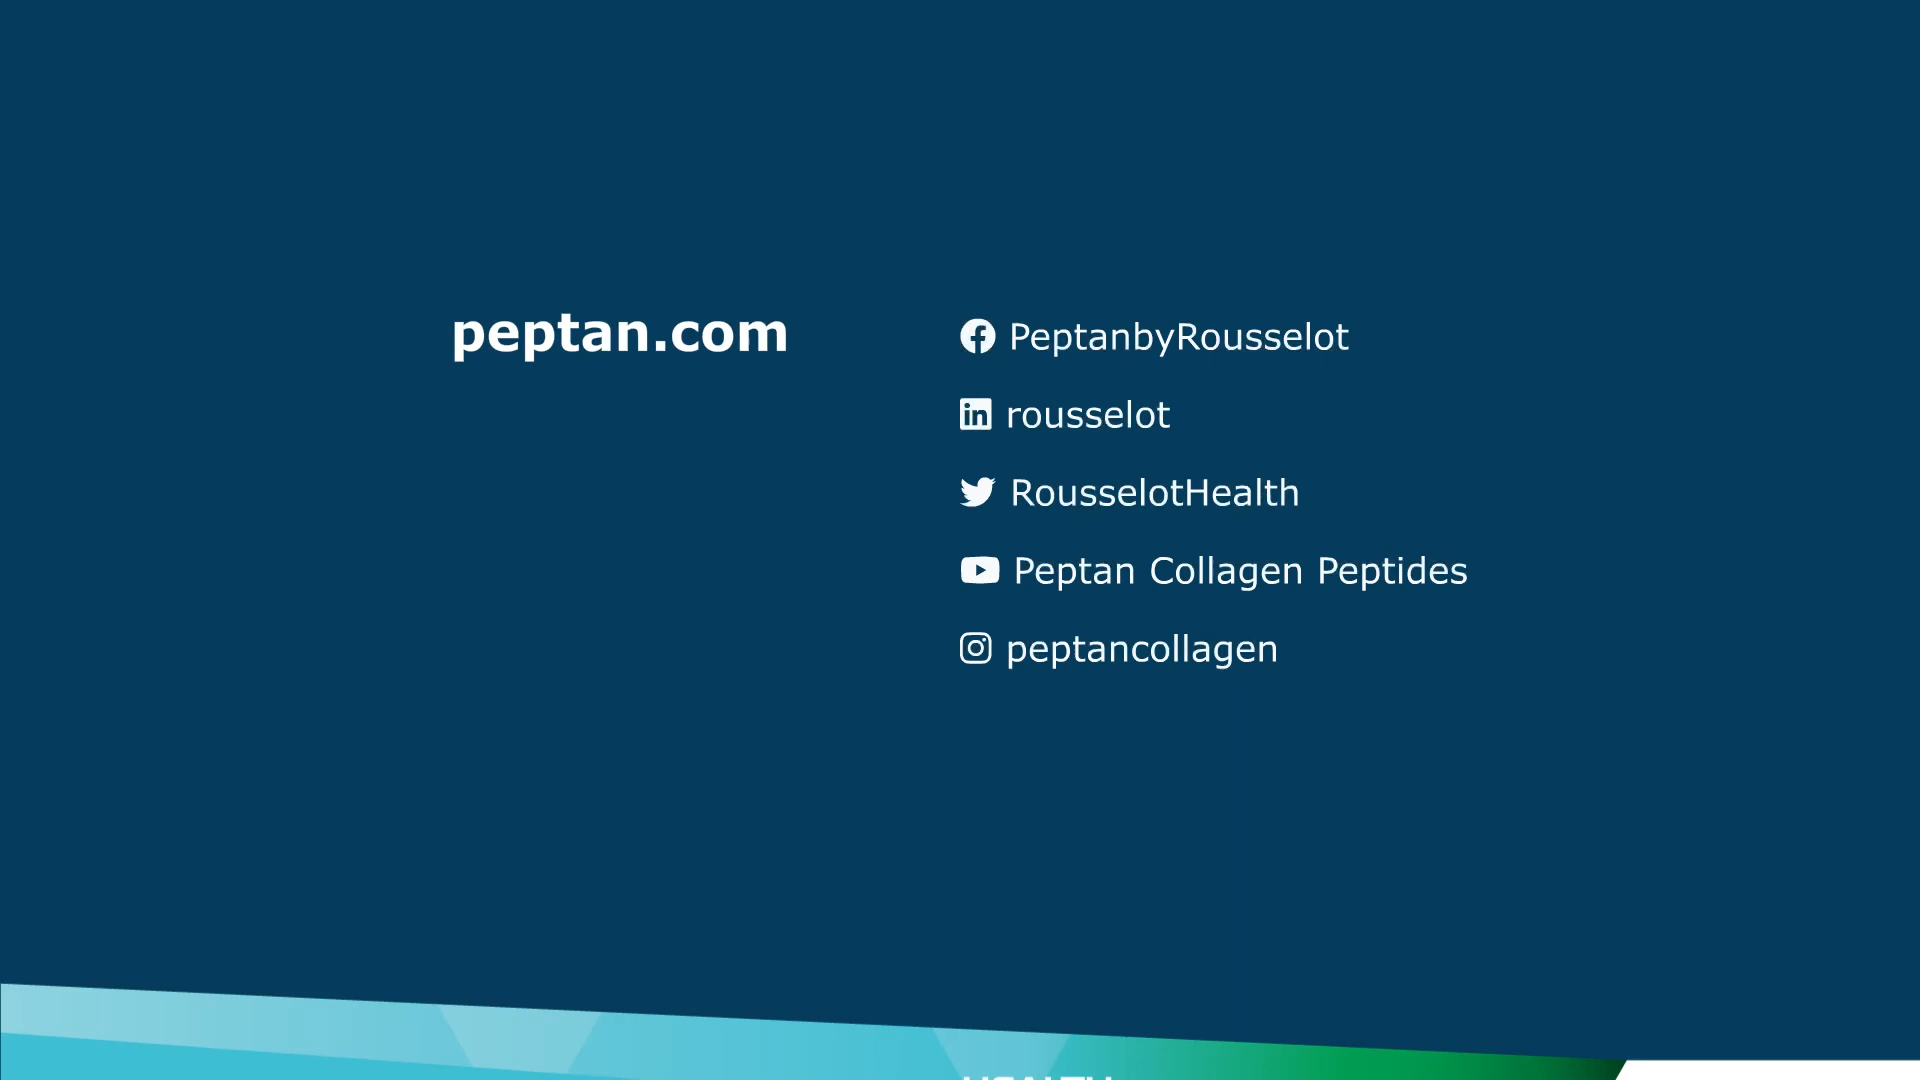 peptan.com
PeptanbyRousselot
rousselot
RousselotHealth
Peptan Collagen Peptides
peptancollagen